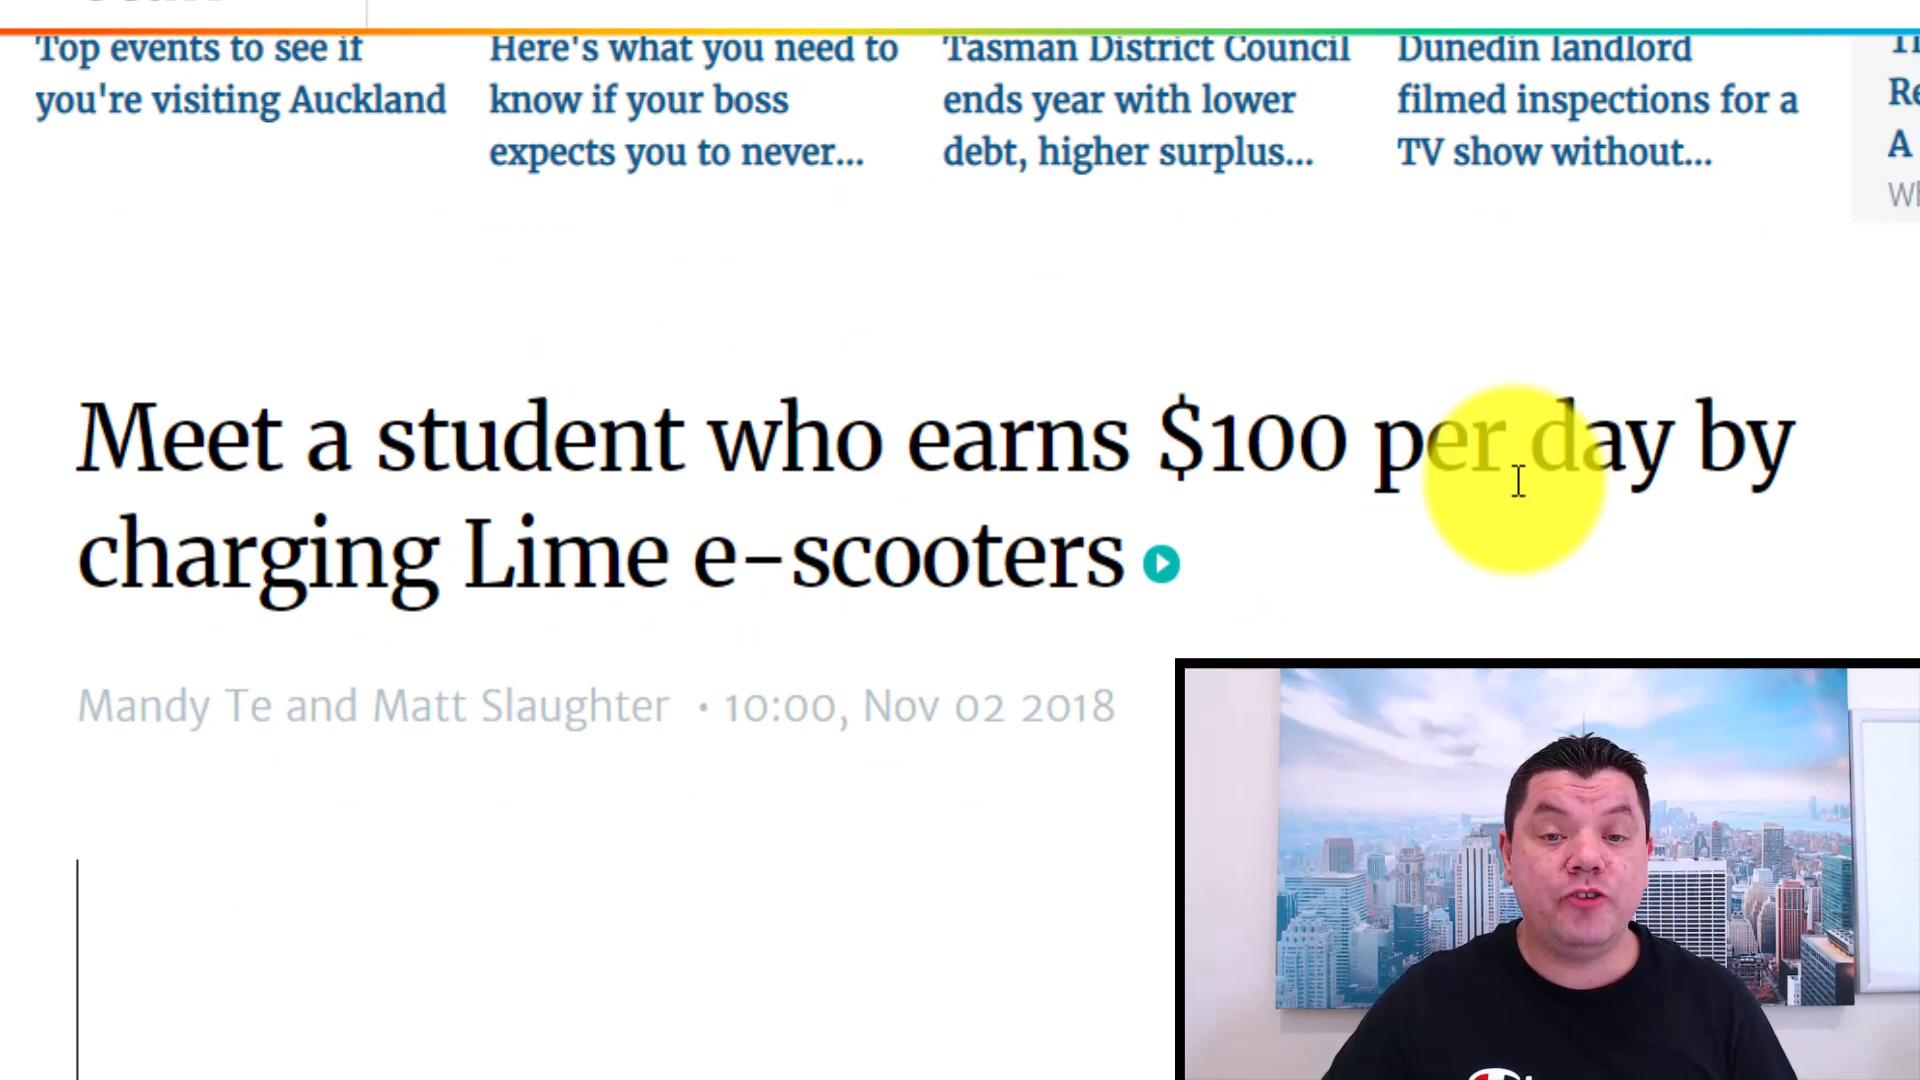 Top events to see if
you're visiting Auckland
Here's what you need to
know if your boss
expects you to never...
Tasman District Council
ends year with lower
debt, higher surplus...
Dunedin landlord
filmed inspections for a
TV show without...
A
Meet a student who earns $100 per day by
charging Lime e-scooters
Mandy Te and Matt Slaughter • 10:00, Nov 02 2018